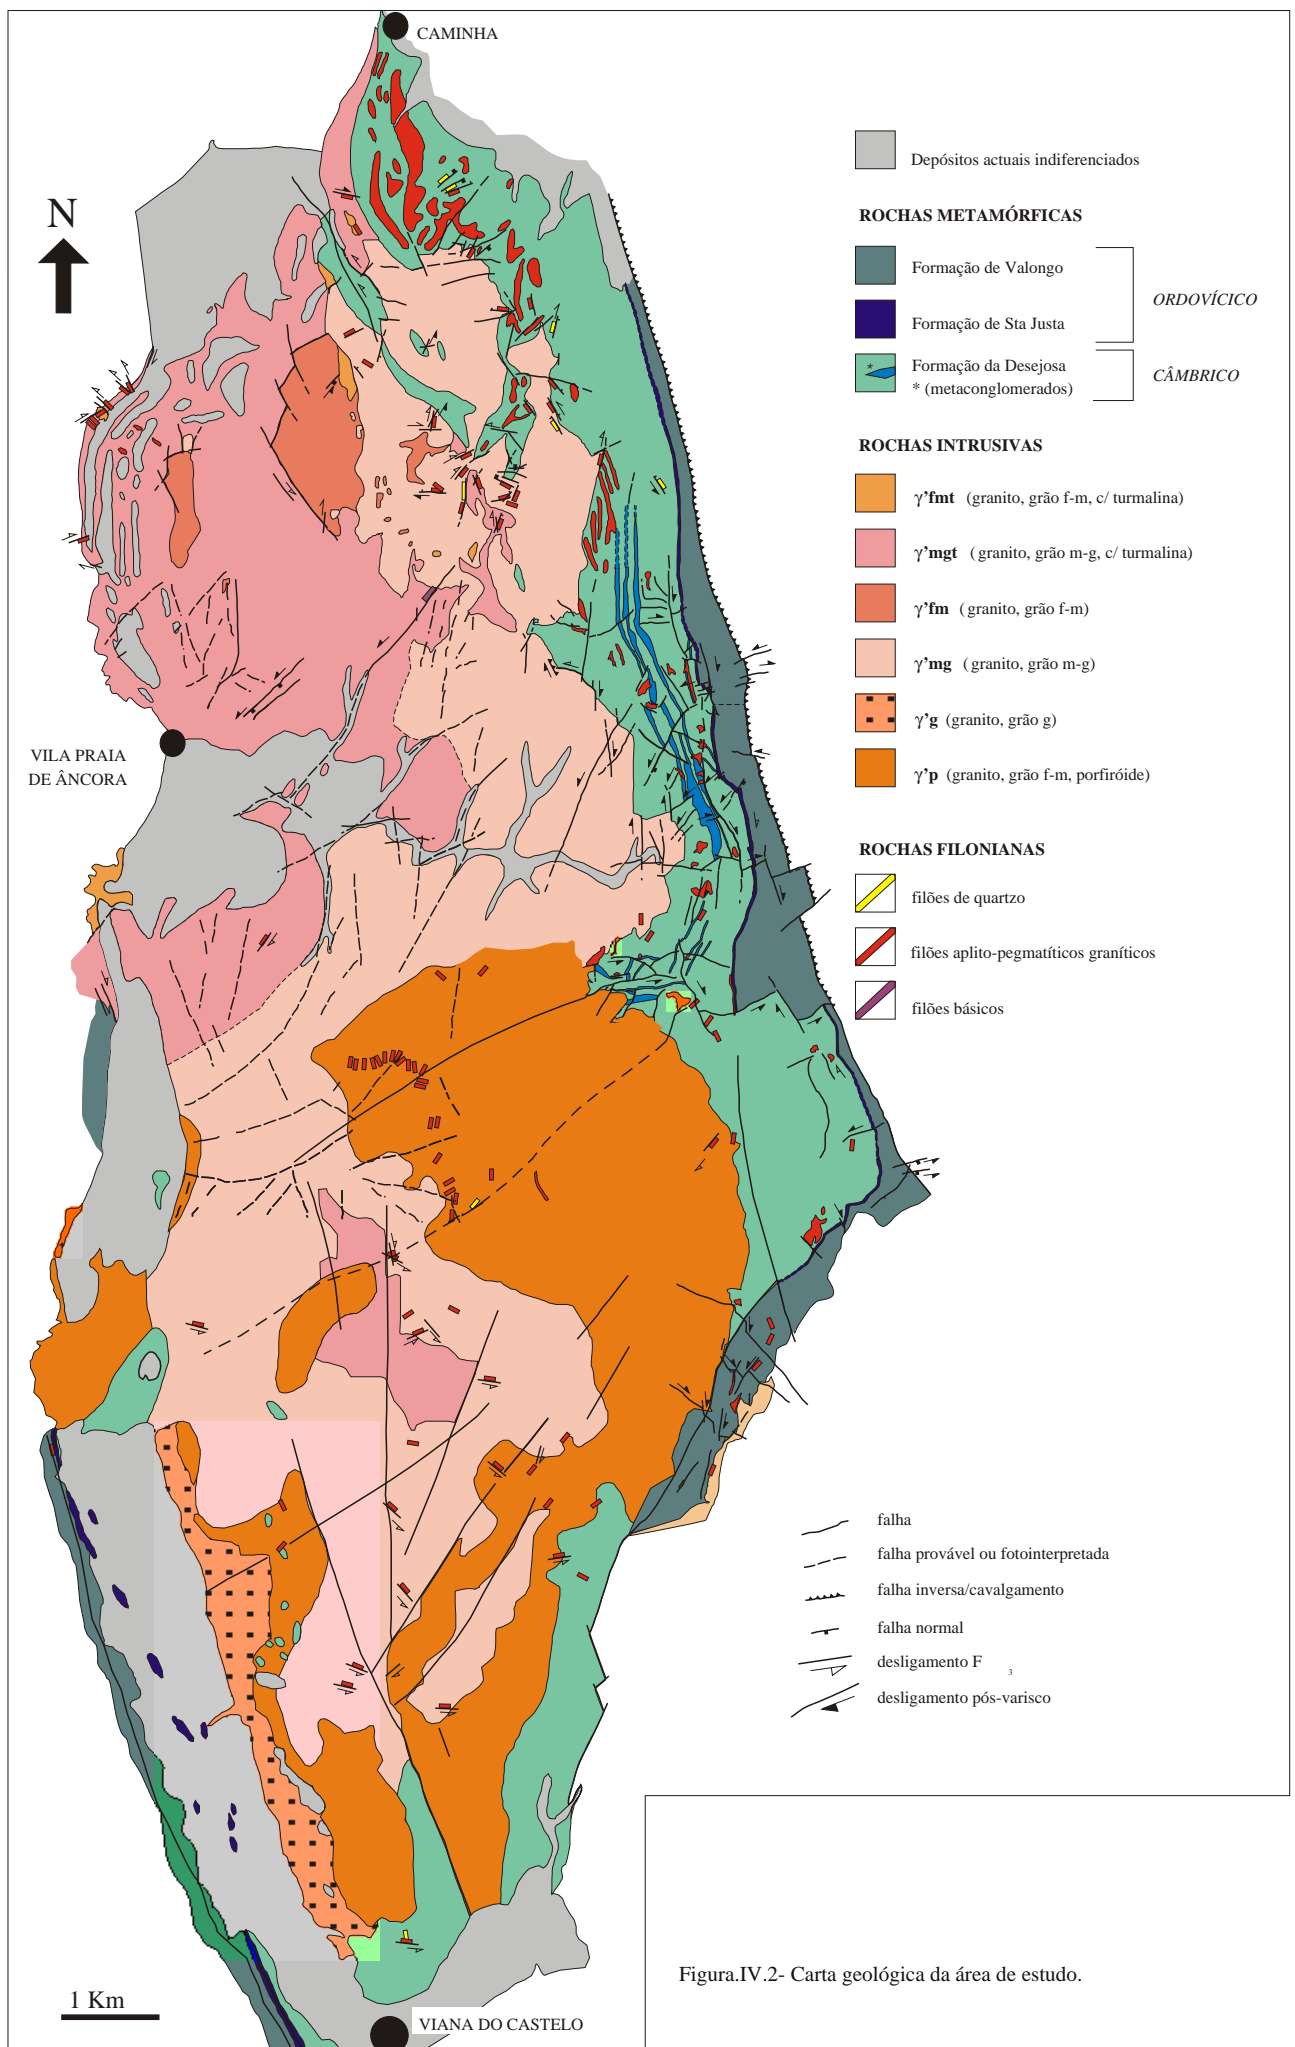 CAMINHA
N
VILA PRAIA
DE ÂNCORA
Depósitos actuais indiferenciados
ROCHAS METAMÓRFICAS
Formação de Valongo
ORDOVÍCICO
Formação de Sta Justa
*
Formação da Desejosa
* (metaconglomerados)
CÂMBRICO
ROCHAS INTRUSIVAS
γ’fmt (granito, grão f-m, c/ turmalina)
γ’mgt (granito, grão m-g, c/ turmalina)
γ’fm (granito, grão f-m)
γ’mg (granito, grão m-g)
γ’g (granito, grão g)
γ’p (granito, grão f-m, porfiróide)
ROCHAS FILONIANAS
filões de quartzo
filões aplito-pegmatíticos graníticos
filões básicos
falha
falha provável ou fotointerpretada
falha inversa/cavalgamento
falha normal
desligamento F 3
desligamento pós-varisco
Figura.IV.2- Carta geológica da área de estudo.
1 Km
VIANA DO CASTELO